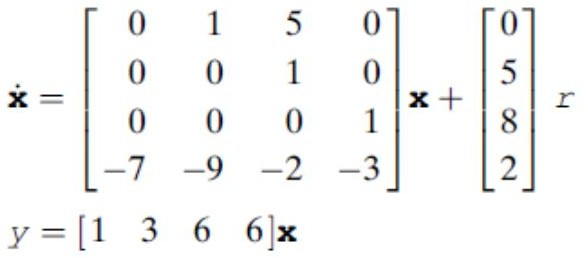 ẋ = [0 1 5 0; 0 0 1 0; 0 0 0 1; −7 −9 −2 −3] x + [0; 5; 8; 2] r
y = [1 3 6 6]x